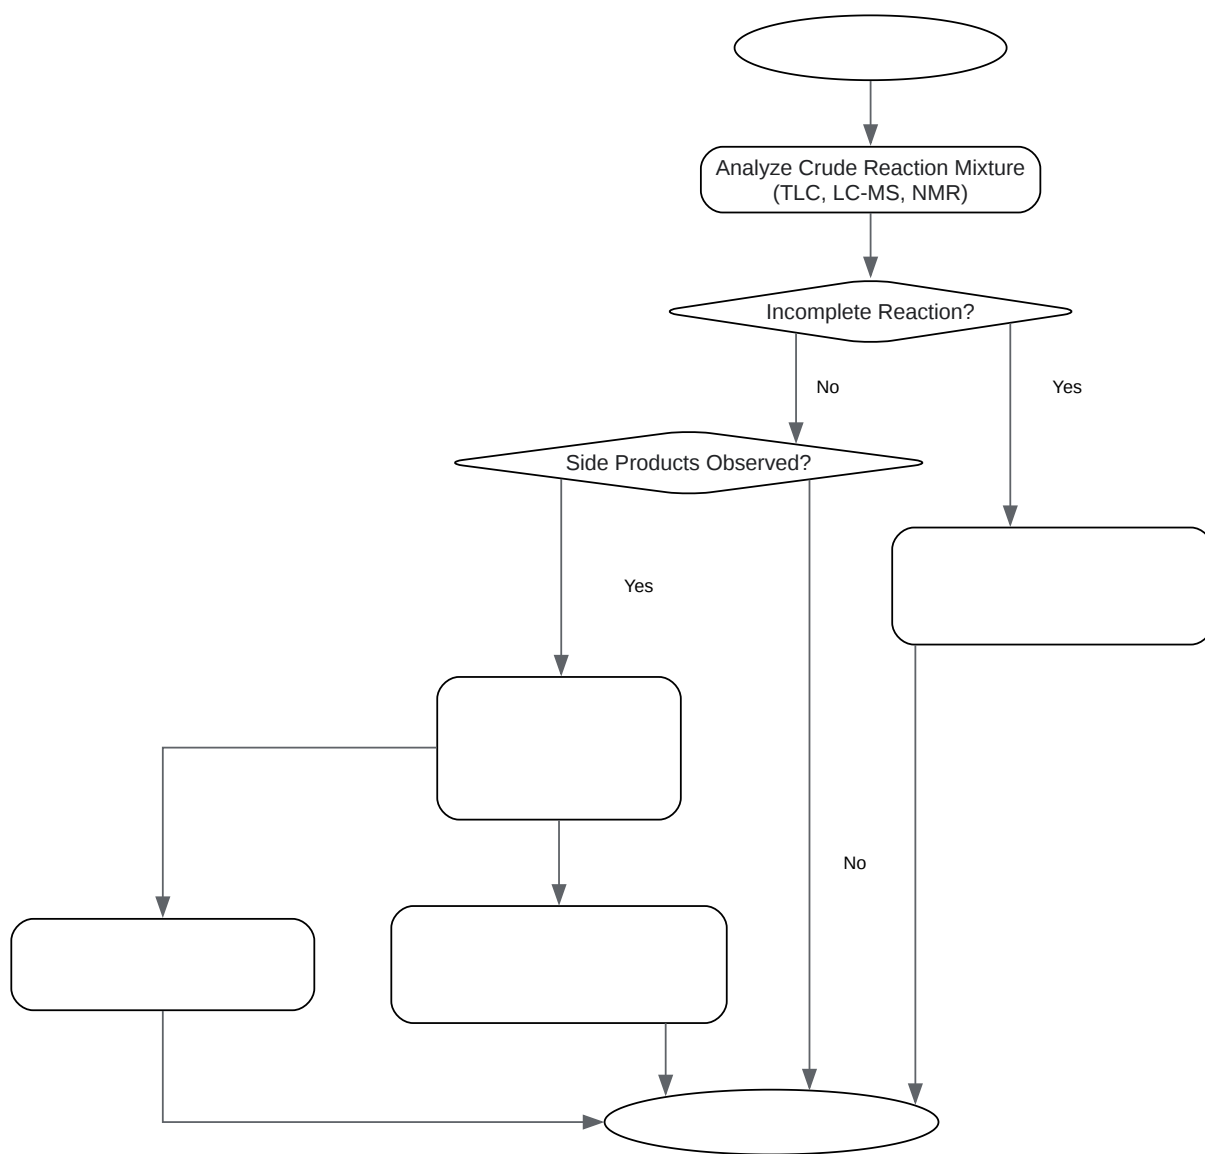 Analyze Crude Reaction Mixture
(TLC, LC-MS, NMR)
Incomplete Reaction?
No
Yes
Side Products Observed?
Yes
No